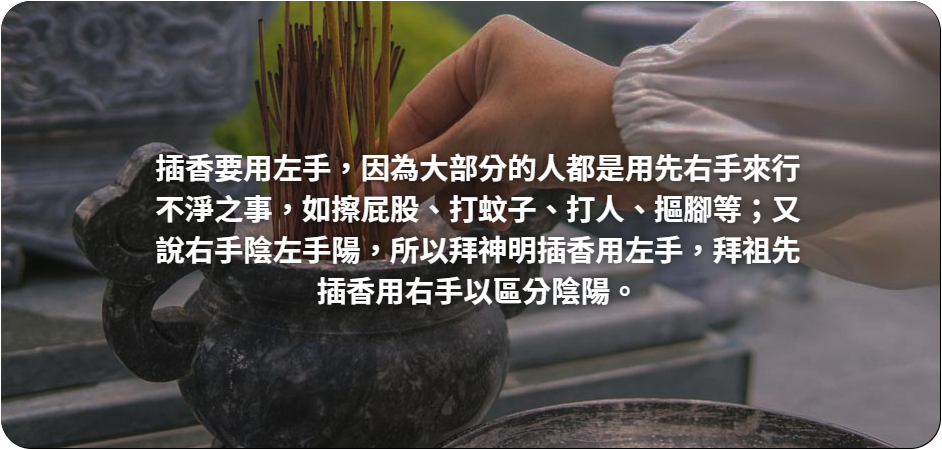 插香要用左手，因為大部分的人都是用先右手來行
不淨之事，如擦屁股、打蚊子、打人、摳腳等；又
說右手陰左手陽，所以拜神明插香用左手，拜祖先
插香用右手以區分陰陽。